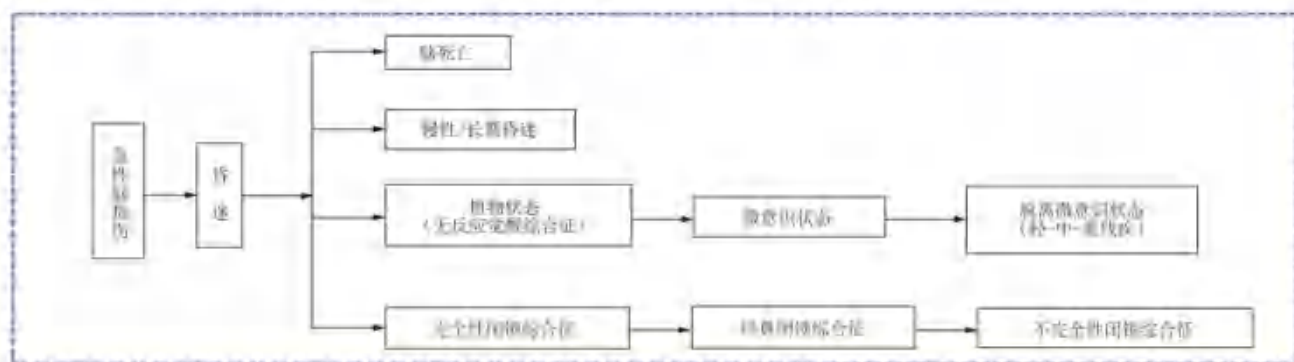 脑死亡
慢性/长期昏迷
急性脑损伤
昏迷
植物状态
(无反应觉醒综合征)
微意识状态
脱离微意识状态
(轻-中-重残疾)
完全性闭锁综合征
闭锁综合征
不完全性闭锁综合征